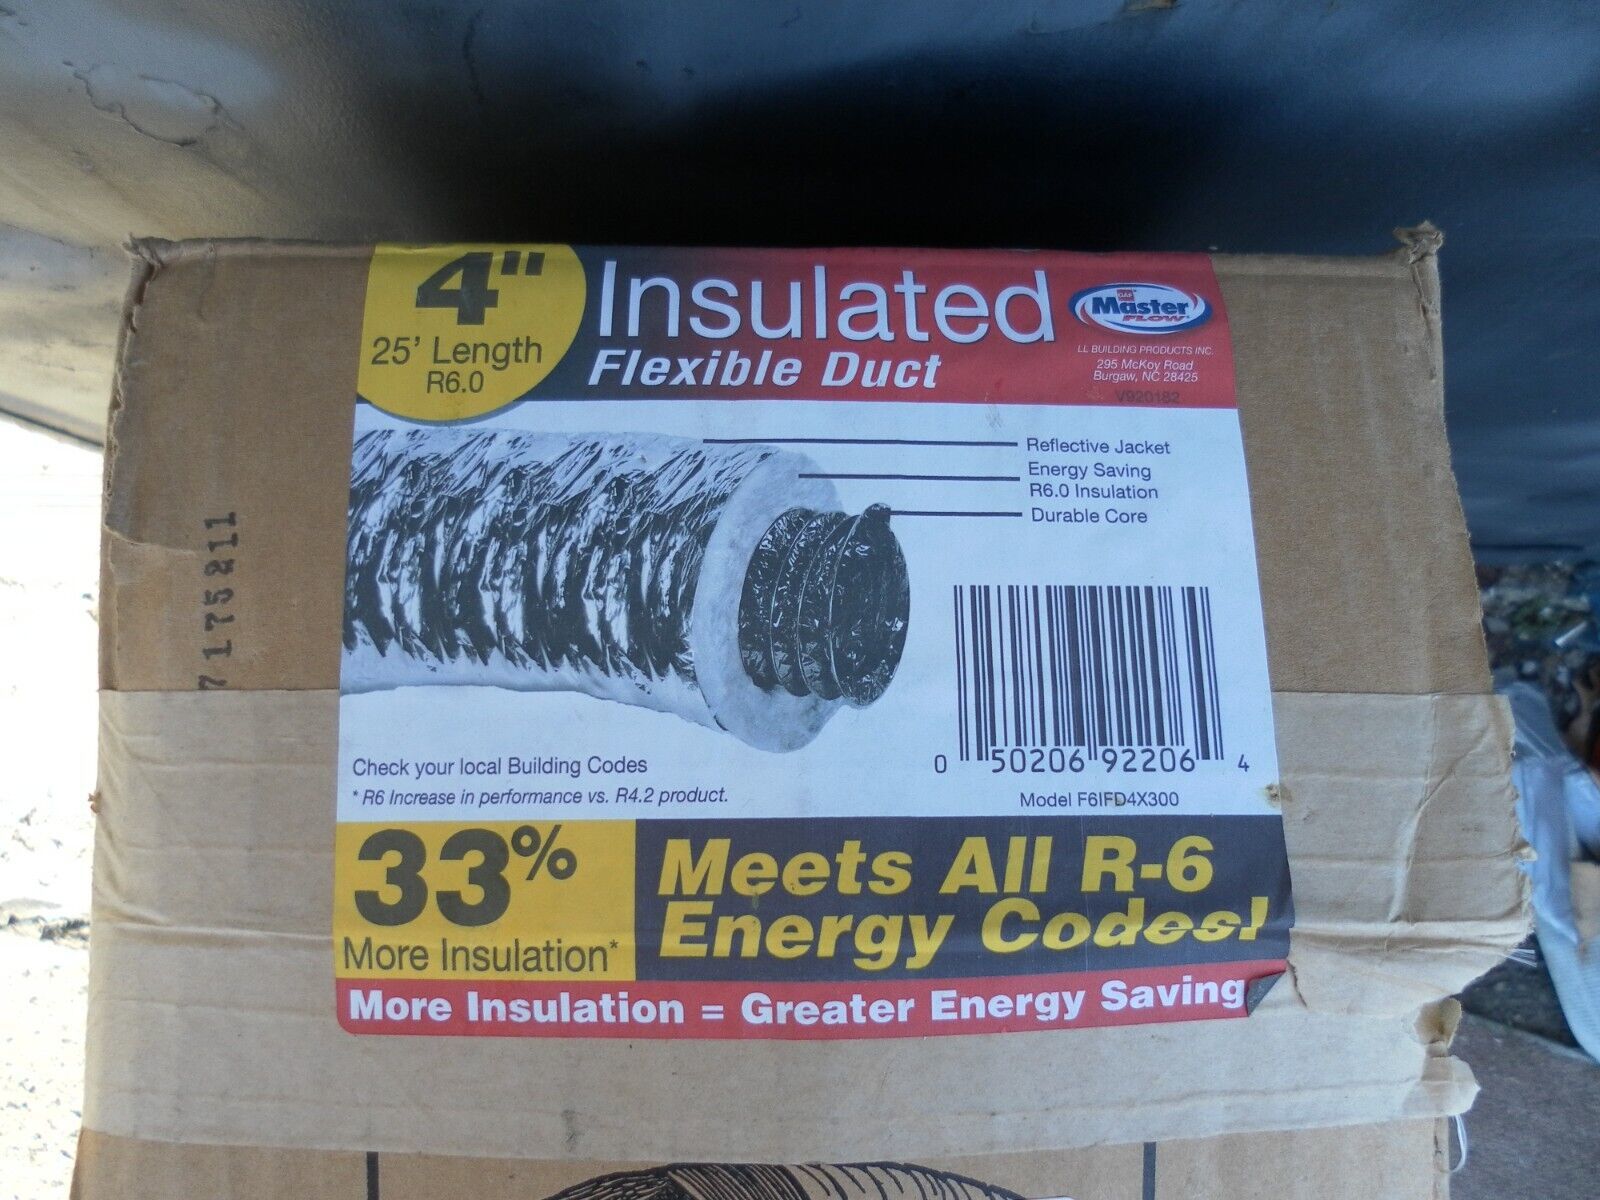 4"
25' Length
R6.0
Insulated
Flexible Duct
GAF
Master
FLOW
LL BUILDING PRODUCTS INC.
295 McKoy Road
Burgaw, NC 28425
V920182
Reflective Jacket
Energy Saving
R6.0 Insulation
Durable Core
7175211
0 50206 92206 4
Model F6IFD4X300
Check your local Building Codes
* R6 Increase in performance vs. R4.2 product.
33%
More Insulation*
Meets All R-6
Energy Codes!
More Insulation = Greater Energy Saving